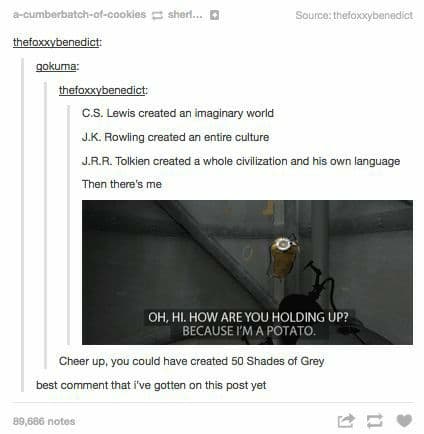 a-cumberbatch-of-cookies sherl... Source: thefoxxybenedict
thefoxxybenedict:
gokuma:
thefoxxybenedict:
C.S. Lewis created an imaginary world
J.K. Rowling created an entire culture
J.R.R. Tolkien created a whole civilization and his own language
Then there's me
OH, HI. HOW ARE YOU HOLDING UP?
BECAUSE I'M A POTATO.
Cheer up, you could have created 50 Shades of Grey
best comment that i've gotten on this post yet
89,686 notes